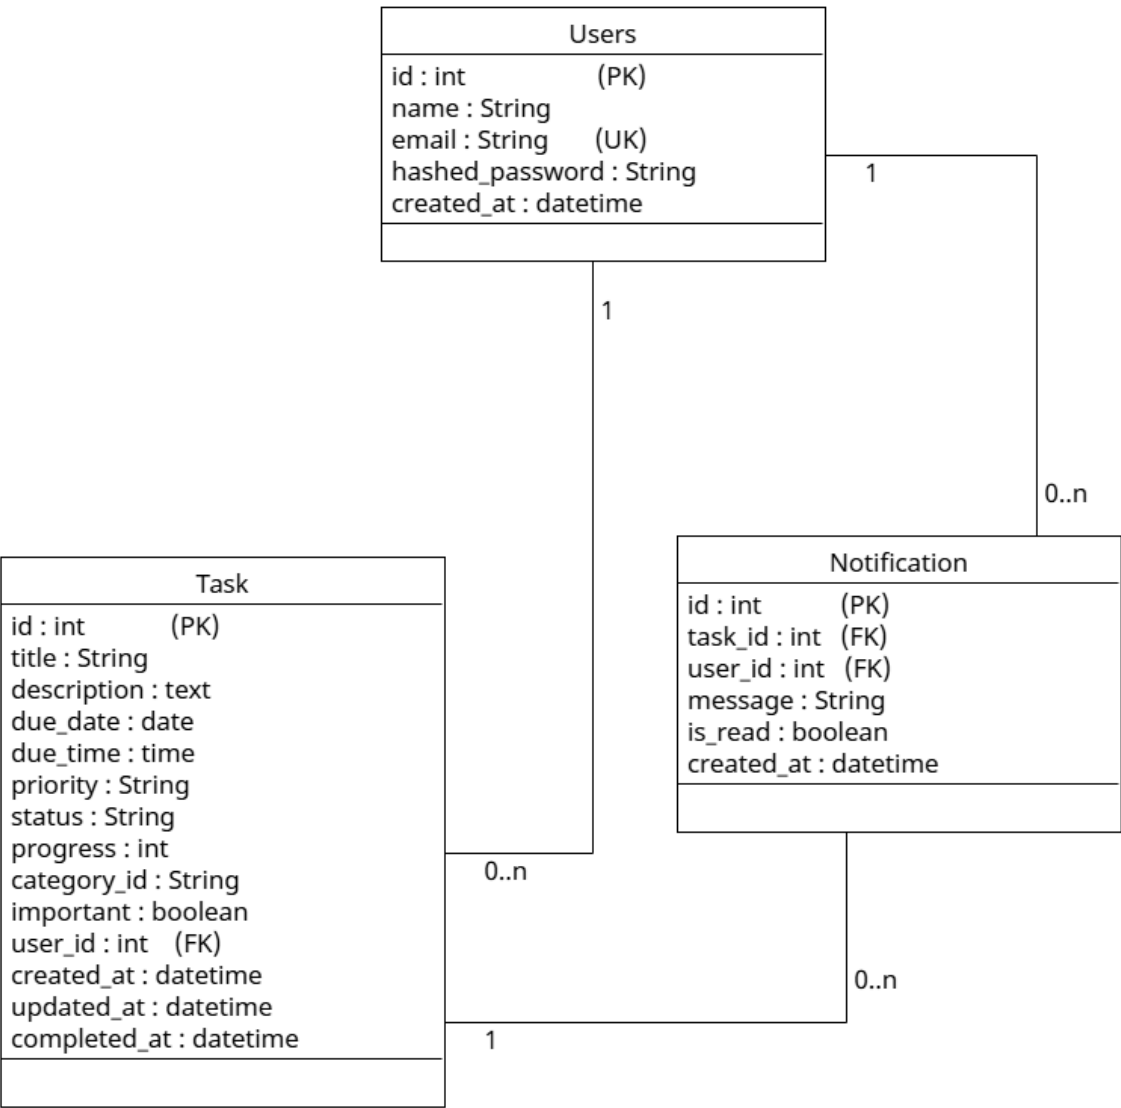 Users
id : int (PK)
name : String
email : String (UK)
hashed_password : String
created_at : datetime
1
1
0..n
Notification
id : int (PK)
task_id : int (FK)
user_id : int (FK)
message : String
is_read : boolean
created_at : datetime
Task
id : int (PK)
title : String
description : text
due_date : date
due_time : time
priority : String
status : String
progress : int
category_id : String
important : boolean
user_id : int (FK)
created_at : datetime
updated_at : datetime
completed_at : datetime
0..n
0..n
1